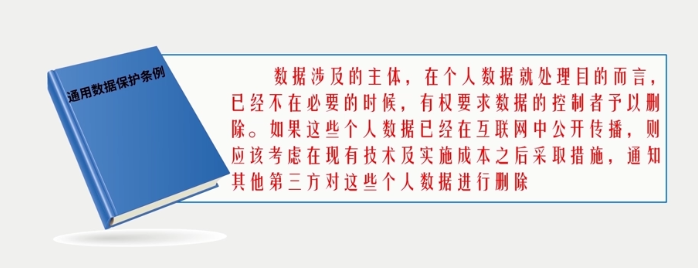 通用数据保护条例
数据涉及的主体，在个人数据就处理目的而言，
已经不在必要的时候，有权要求数据的控制者予以删
除。如果这些个人数据已经在互联网中公开传播，则
应该考虑在现有技术及实施成本之后采取措施，通知
其他第三方对这些个人数据进行删除